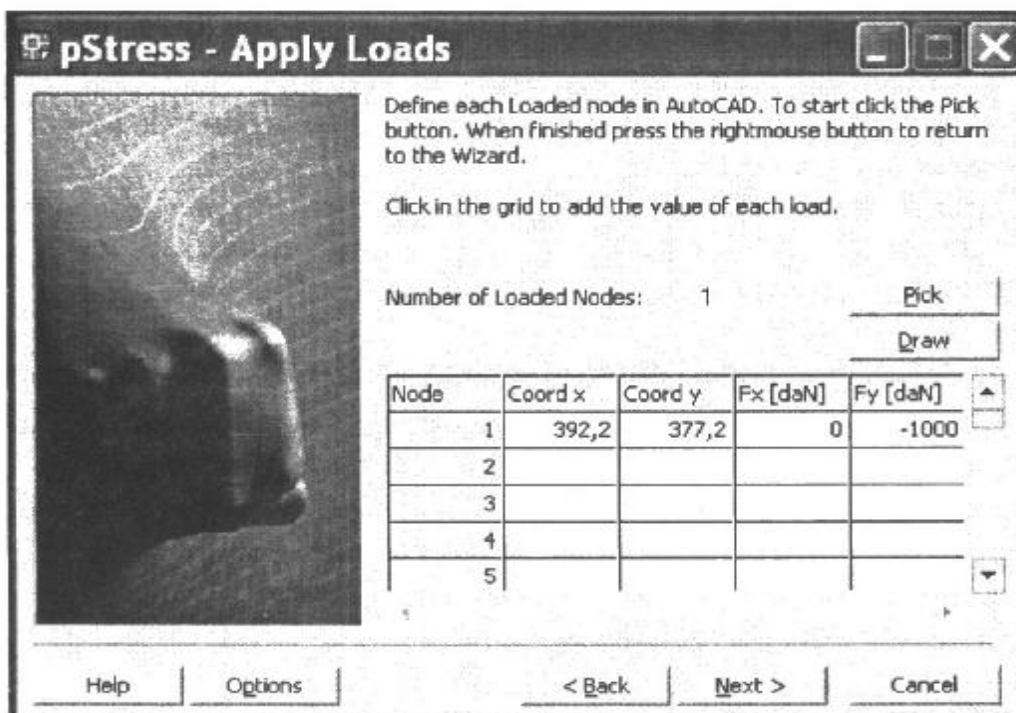 pStress - Apply Loads
Define each Loaded node in AutoCAD. To start click the Pick
button. When finished press the rightmouse button to return
to the Wizard.
Click in the grid to add the value of each load.
Number of Loaded Nodes: 1 Pick
Draw
Node Coord x Coord y Fx [daN] Fy [daN]
1 392,2 377,2 0 -1000
2
3
4
5
Help Options < Back Next > Cancel